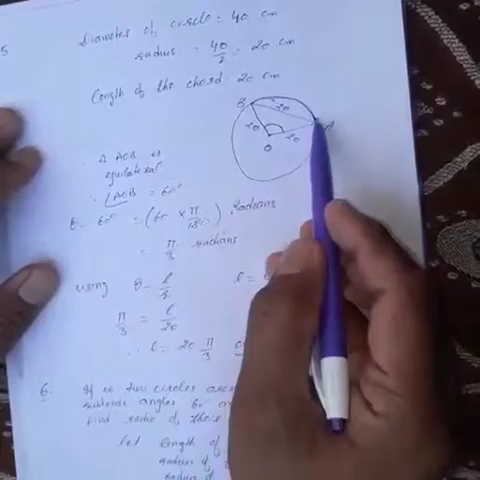 5
Diameter of circle = 40 cm
radius = 40/2 = 20 cm
Length of the chord = 20 cm
B 20 A
20 20
O
Δ AOB is
equilateral
∴ ∠AOB = 60°
θ = 60° = (60 × π/180) radians
= π/3 radians
using θ = l/r l =
π/3 = l/20
∴ l = 20 π/3
6. If in two circles arcs
subtends angles 60°
find radii of
Let length of
radius of
radius of